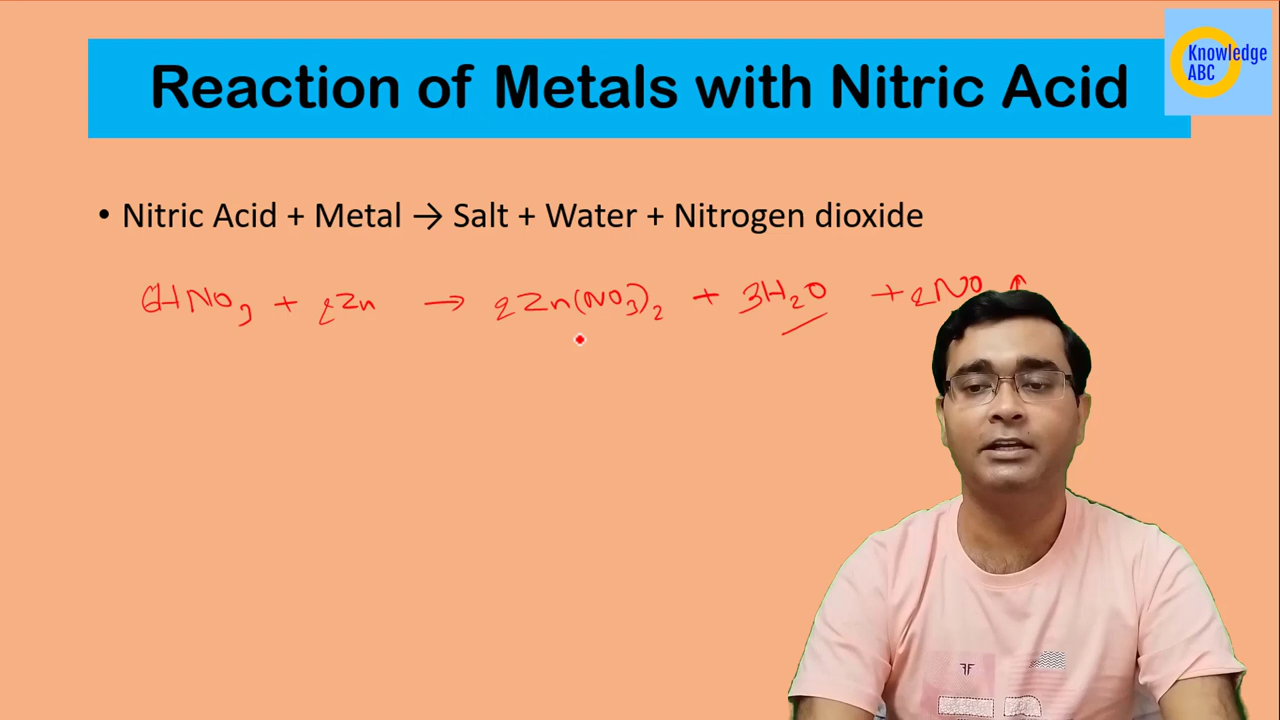 Knowledge
ABC
Reaction of Metals with Nitric Acid
• Nitric Acid + Metal → Salt + Water + Nitrogen dioxide
6HNO₃ + 2Zn → 2Zn(NO₃)₂ + 3H₂O + 2NO ↑